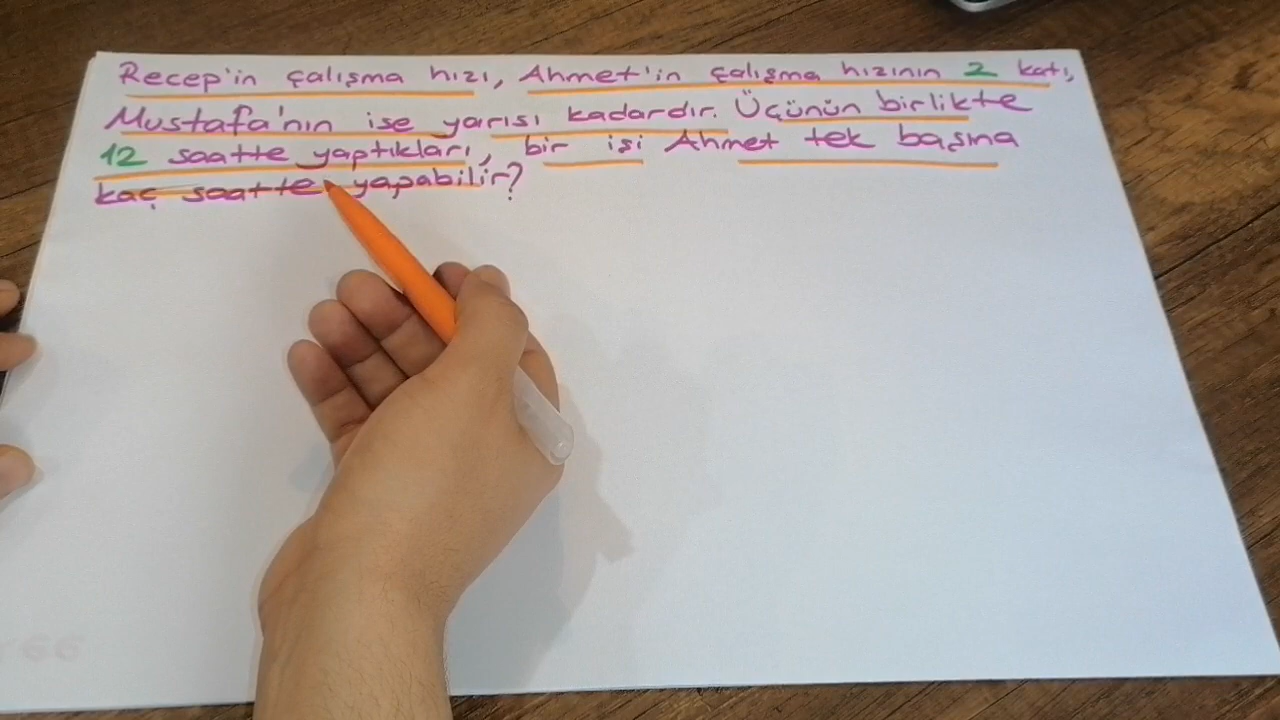 Recep'in çalışma hızı, Ahmet'in çalışma hızının 2 katı,
Mustafa'nın ise yarısı kadardır. Üçünün birlikte
12 saatte yaptıkları, bir işi Ahmet tek başına
kaç saatte yapabilir?